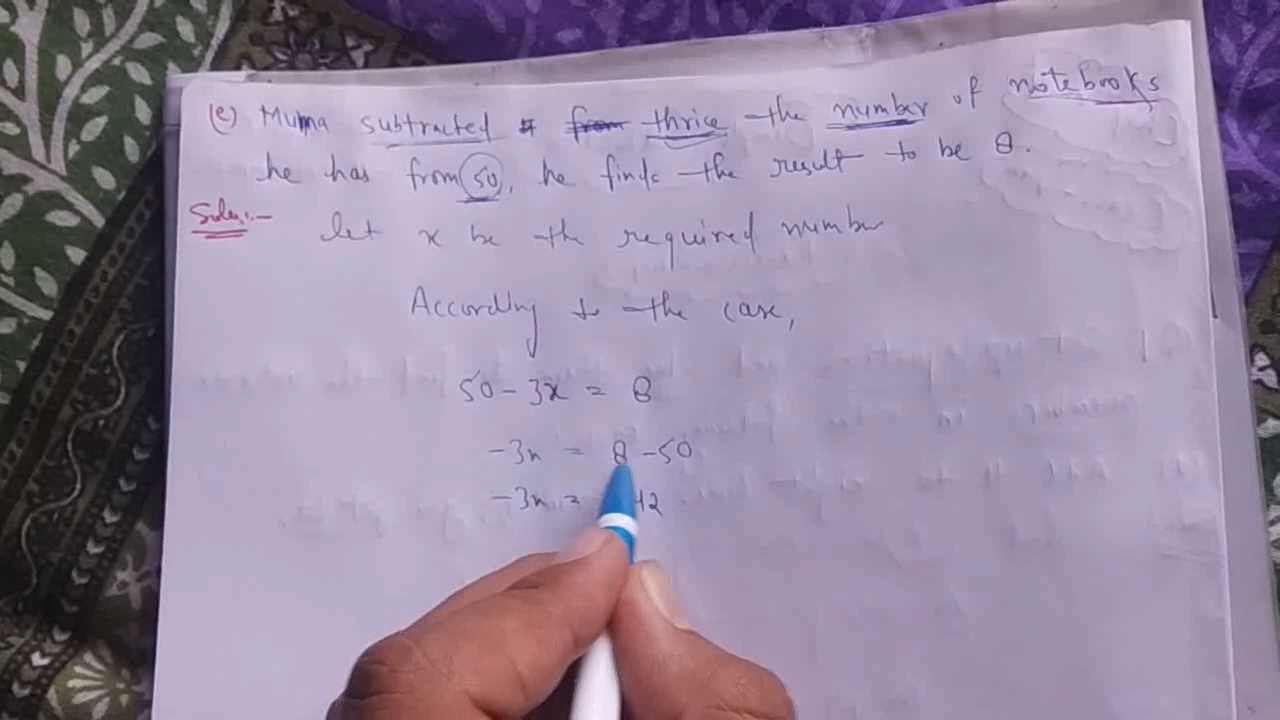 (e) Muna subtracted from thrice the number of notebooks
he has from 50, he finds the result to be 8.
Soln:-
let x be the required number
According to the case,
50 - 3x = 8
-3x = 8 - 50
-3x = 42